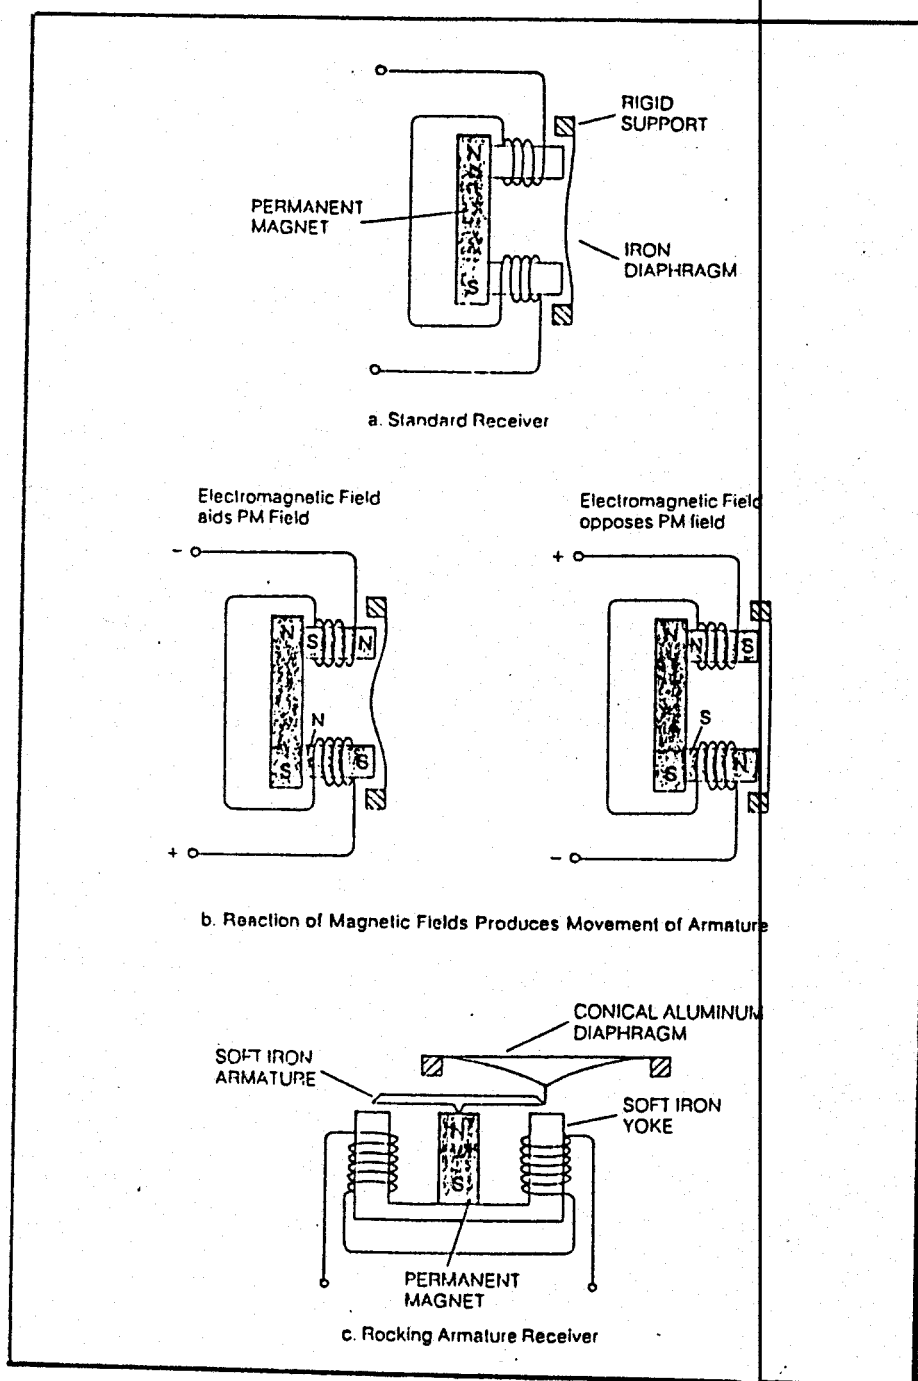 RIGID
SUPPORT
N
PERMANENT
MAGNET
IRON
DIAPHRAGM
S
a. Standard Receiver
Electromagnetic Field
aids PM Field
Electromagnetic Field
opposes PM field
-
+
N
S
N
N
S
N
S
S
N
S
S
N
+
-
b. Reaction of Magnetic Fields Produces Movement of Armature
CONICAL ALUMINUM
DIAPHRAGM
SOFT IRON
ARMATURE
SOFT IRON
YOKE
N
S
PERMANENT
MAGNET
c. Rocking Armature Receiver